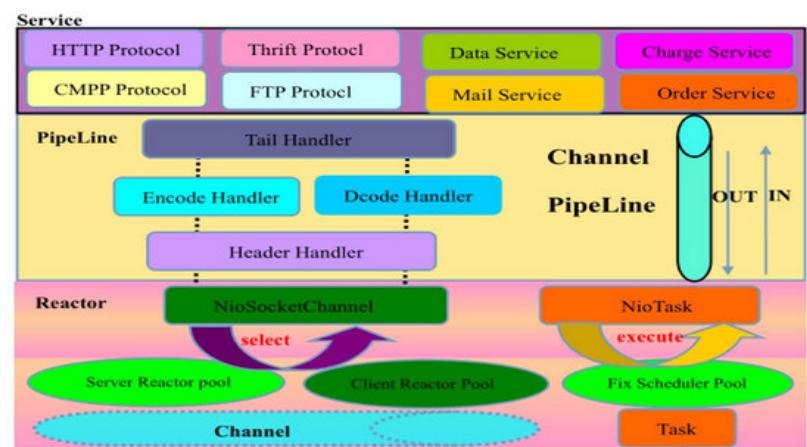 Service
HTTP Protocol
Thrift Protocl
Data Service
Charge Service
CMPP Protocol
FTP Protocl
Mail Service
Order Service
PipeLine
Tail Handler
Channel
PipeLine
OUT
IN
Encode Handler
Dcode Handler
Header Handler
Reactor
NioSocketChannel
NioTask
select
execute
Server Reactor pool
Client Reactor Pool
Fix Scheduler Pool
Channel
Task